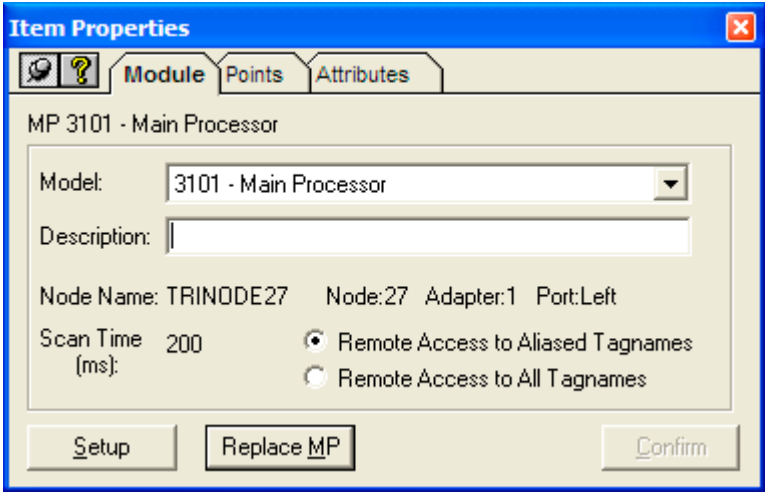 Item Properties
Module Points Attributes
MP 3101 - Main Processor
Model: 3101 - Main Processor
Description:
Node Name: TRINODE27 Node:27 Adapter:1 Port:Left
Scan Time (ms): 200
Remote Access to Aliased Tagnames
Remote Access to All Tagnames
Setup Replace MP Confirm